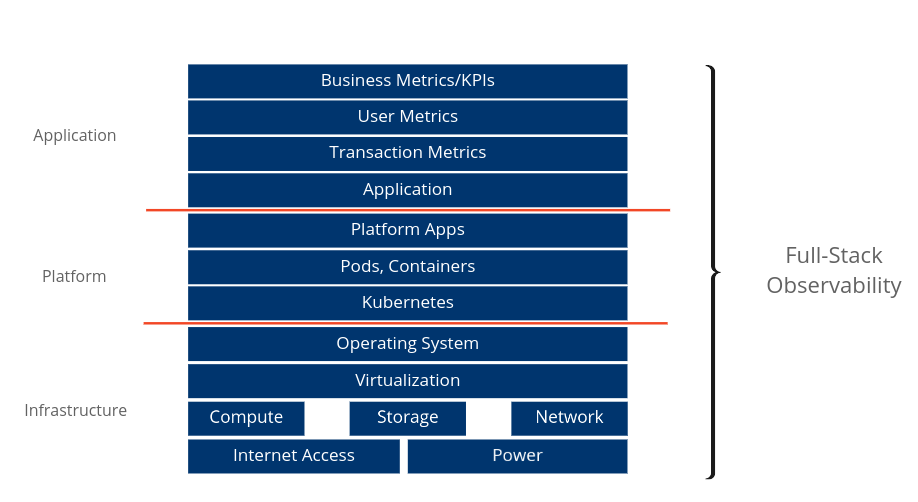 Business Metrics/KPIs
User Metrics
Application
Transaction Metrics
Application
Platform Apps
Platform
Pods, Containers
Kubernetes
Full-Stack
Observability
Operating System
Virtualization
Infrastructure
Compute
Storage
Network
Internet Access
Power